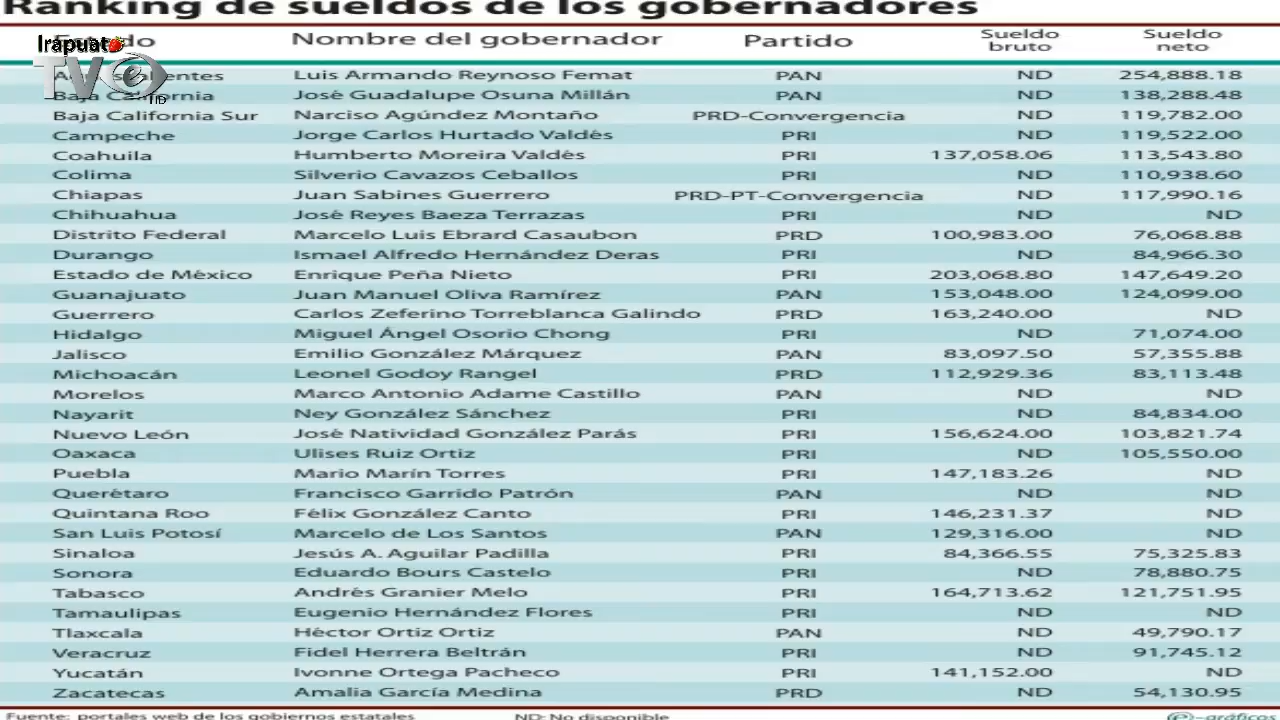 Ranking de sueldos de los gobernadores
Irapuato
TV
HD
Estado Nombre del gobernador Partido Sueldo bruto Sueldo neto
Aguascalientes Luis Armando Reynoso Femat PAN ND 254,888.18
Baja California José Guadalupe Osuna Millán PAN ND 138,288.48
Baja California Sur Narciso Agúndez Montaño PRD-Convergencia ND 119,782.00
Campeche Jorge Carlos Hurtado Valdés PRI ND 119,522.00
Coahuila Humberto Moreira Valdés PRI 137,058.06 113,543.80
Colima Silverio Cavazos Ceballos PRI ND 110,938.60
Chiapas Juan Sabines Guerrero PRD-PT-Convergencia ND 117,990.16
Chihuahua José Reyes Baeza Terrazas PRI ND ND
Distrito Federal Marcelo Luis Ebrard Casaubon PRD 100,983.00 76,068.88
Durango Ismael Alfredo Hernández Deras PRI ND 84,966.30
Estado de México Enrique Peña Nieto PRI 203,068.80 147,649.20
Guanajuato Juan Manuel Oliva Ramírez PAN 153,048.00 124,099.00
Guerrero Carlos Zeferino Torreblanca Galindo PRD 163,240.00 ND
Hidalgo Miguel Ángel Osorio Chong PRI ND 71,074.00
Jalisco Emilio González Márquez PAN 83,097.50 57,355.88
Michoacán Leonel Godoy Rangel PRD 112,929.36 83,113.48
Morelos Marco Antonio Adame Castillo PAN ND ND
Nayarit Ney González Sánchez PRI ND 84,834.00
Nuevo León José Natividad González Parás PRI 156,624.00 103,821.74
Oaxaca Ulises Ruiz Ortiz PRI ND 105,550.00
Puebla Mario Marín Torres PRI 147,183.26 ND
Querétaro Francisco Garrido Patrón PAN ND ND
Quintana Roo Félix González Canto PRI 146,231.37 ND
San Luis Potosí Marcelo de Los Santos PAN 129,316.00 ND
Sinaloa Jesús A. Aguilar Padilla PRI 84,366.55 75,325.83
Sonora Eduardo Bours Castelo PRI ND 78,880.75
Tabasco Andrés Granier Melo PRI 164,713.62 121,751.95
Tamaulipas Eugenio Hernández Flores PRI ND ND
Tlaxcala Héctor Ortiz Ortiz PAN ND 49,790.17
Veracruz Fidel Herrera Beltrán PRI ND 91,745.12
Yucatán Ivonne Ortega Pacheco PRI 141,152.00 ND
Zacatecas Amalia García Medina PRD ND 54,130.95
Fuente: portales web de los gobiernos estatales ND: No disponible e-gráficos